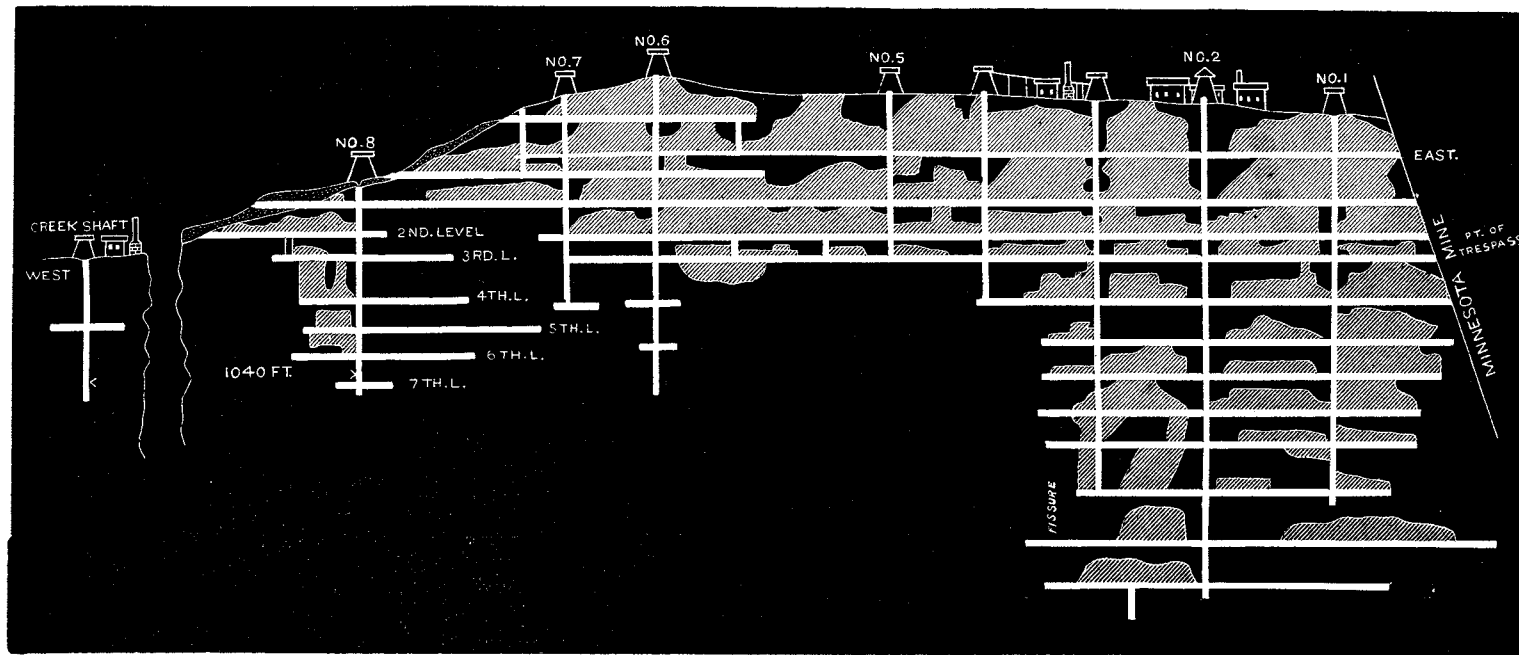 NO.6
NO.7
NO.5
NO.2
NO.1
NO.8
EAST.
CREEK SHAFT
2ND. LEVEL
WEST
3RD. L.
4TH. L.
5TH. L.
6TH. L.
1040 FT.
7TH. L.
MINNESOTA MINE
PT. OF
TRESPASS
FISSURE